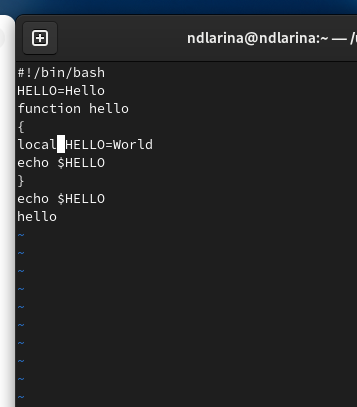 ndlarina@ndlarina:~ — /
#!/bin/bash
HELLO=Hello
function hello
{
local HELLO=World
echo $HELLO
}
echo $HELLO
hello
~
~
~
~
~
~
~
~
~
~